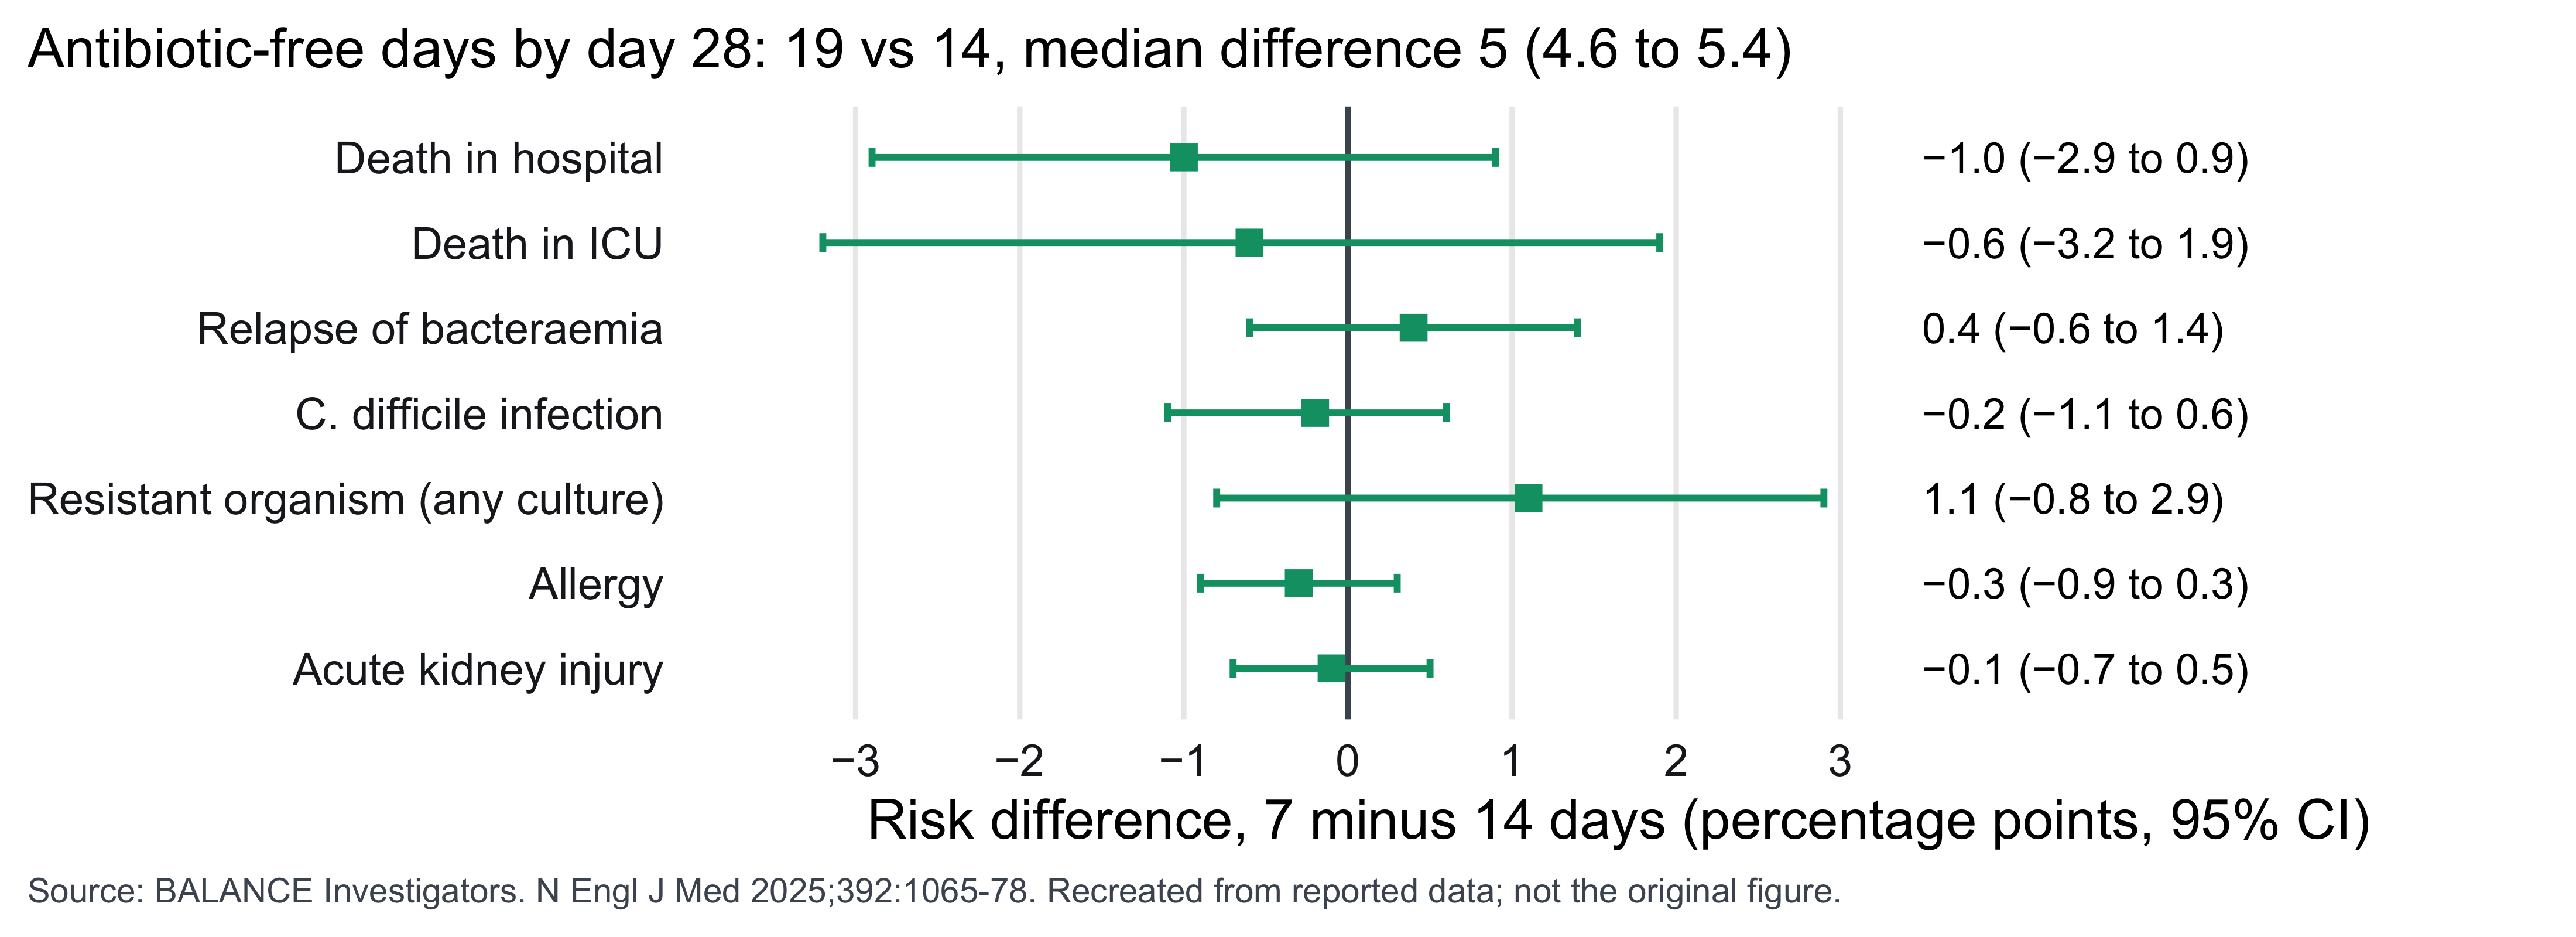 Antibiotic-free days by day 28: 19 vs 14, median difference 5 (4.6 to 5.4)
Death in hospital −1.0 (−2.9 to 0.9)
Death in ICU −0.6 (−3.2 to 1.9)
Relapse of bacteraemia 0.4 (−0.6 to 1.4)
C. difficile infection −0.2 (−1.1 to 0.6)
Resistant organism (any culture) 1.1 (−0.8 to 2.9)
Allergy −0.3 (−0.9 to 0.3)
Acute kidney injury −0.1 (−0.7 to 0.5)
−3 −2 −1 0 1 2 3
Risk difference, 7 minus 14 days (percentage points, 95% CI)
Source: BALANCE Investigators. N Engl J Med 2025;392:1065-78. Recreated from reported data; not the original figure.